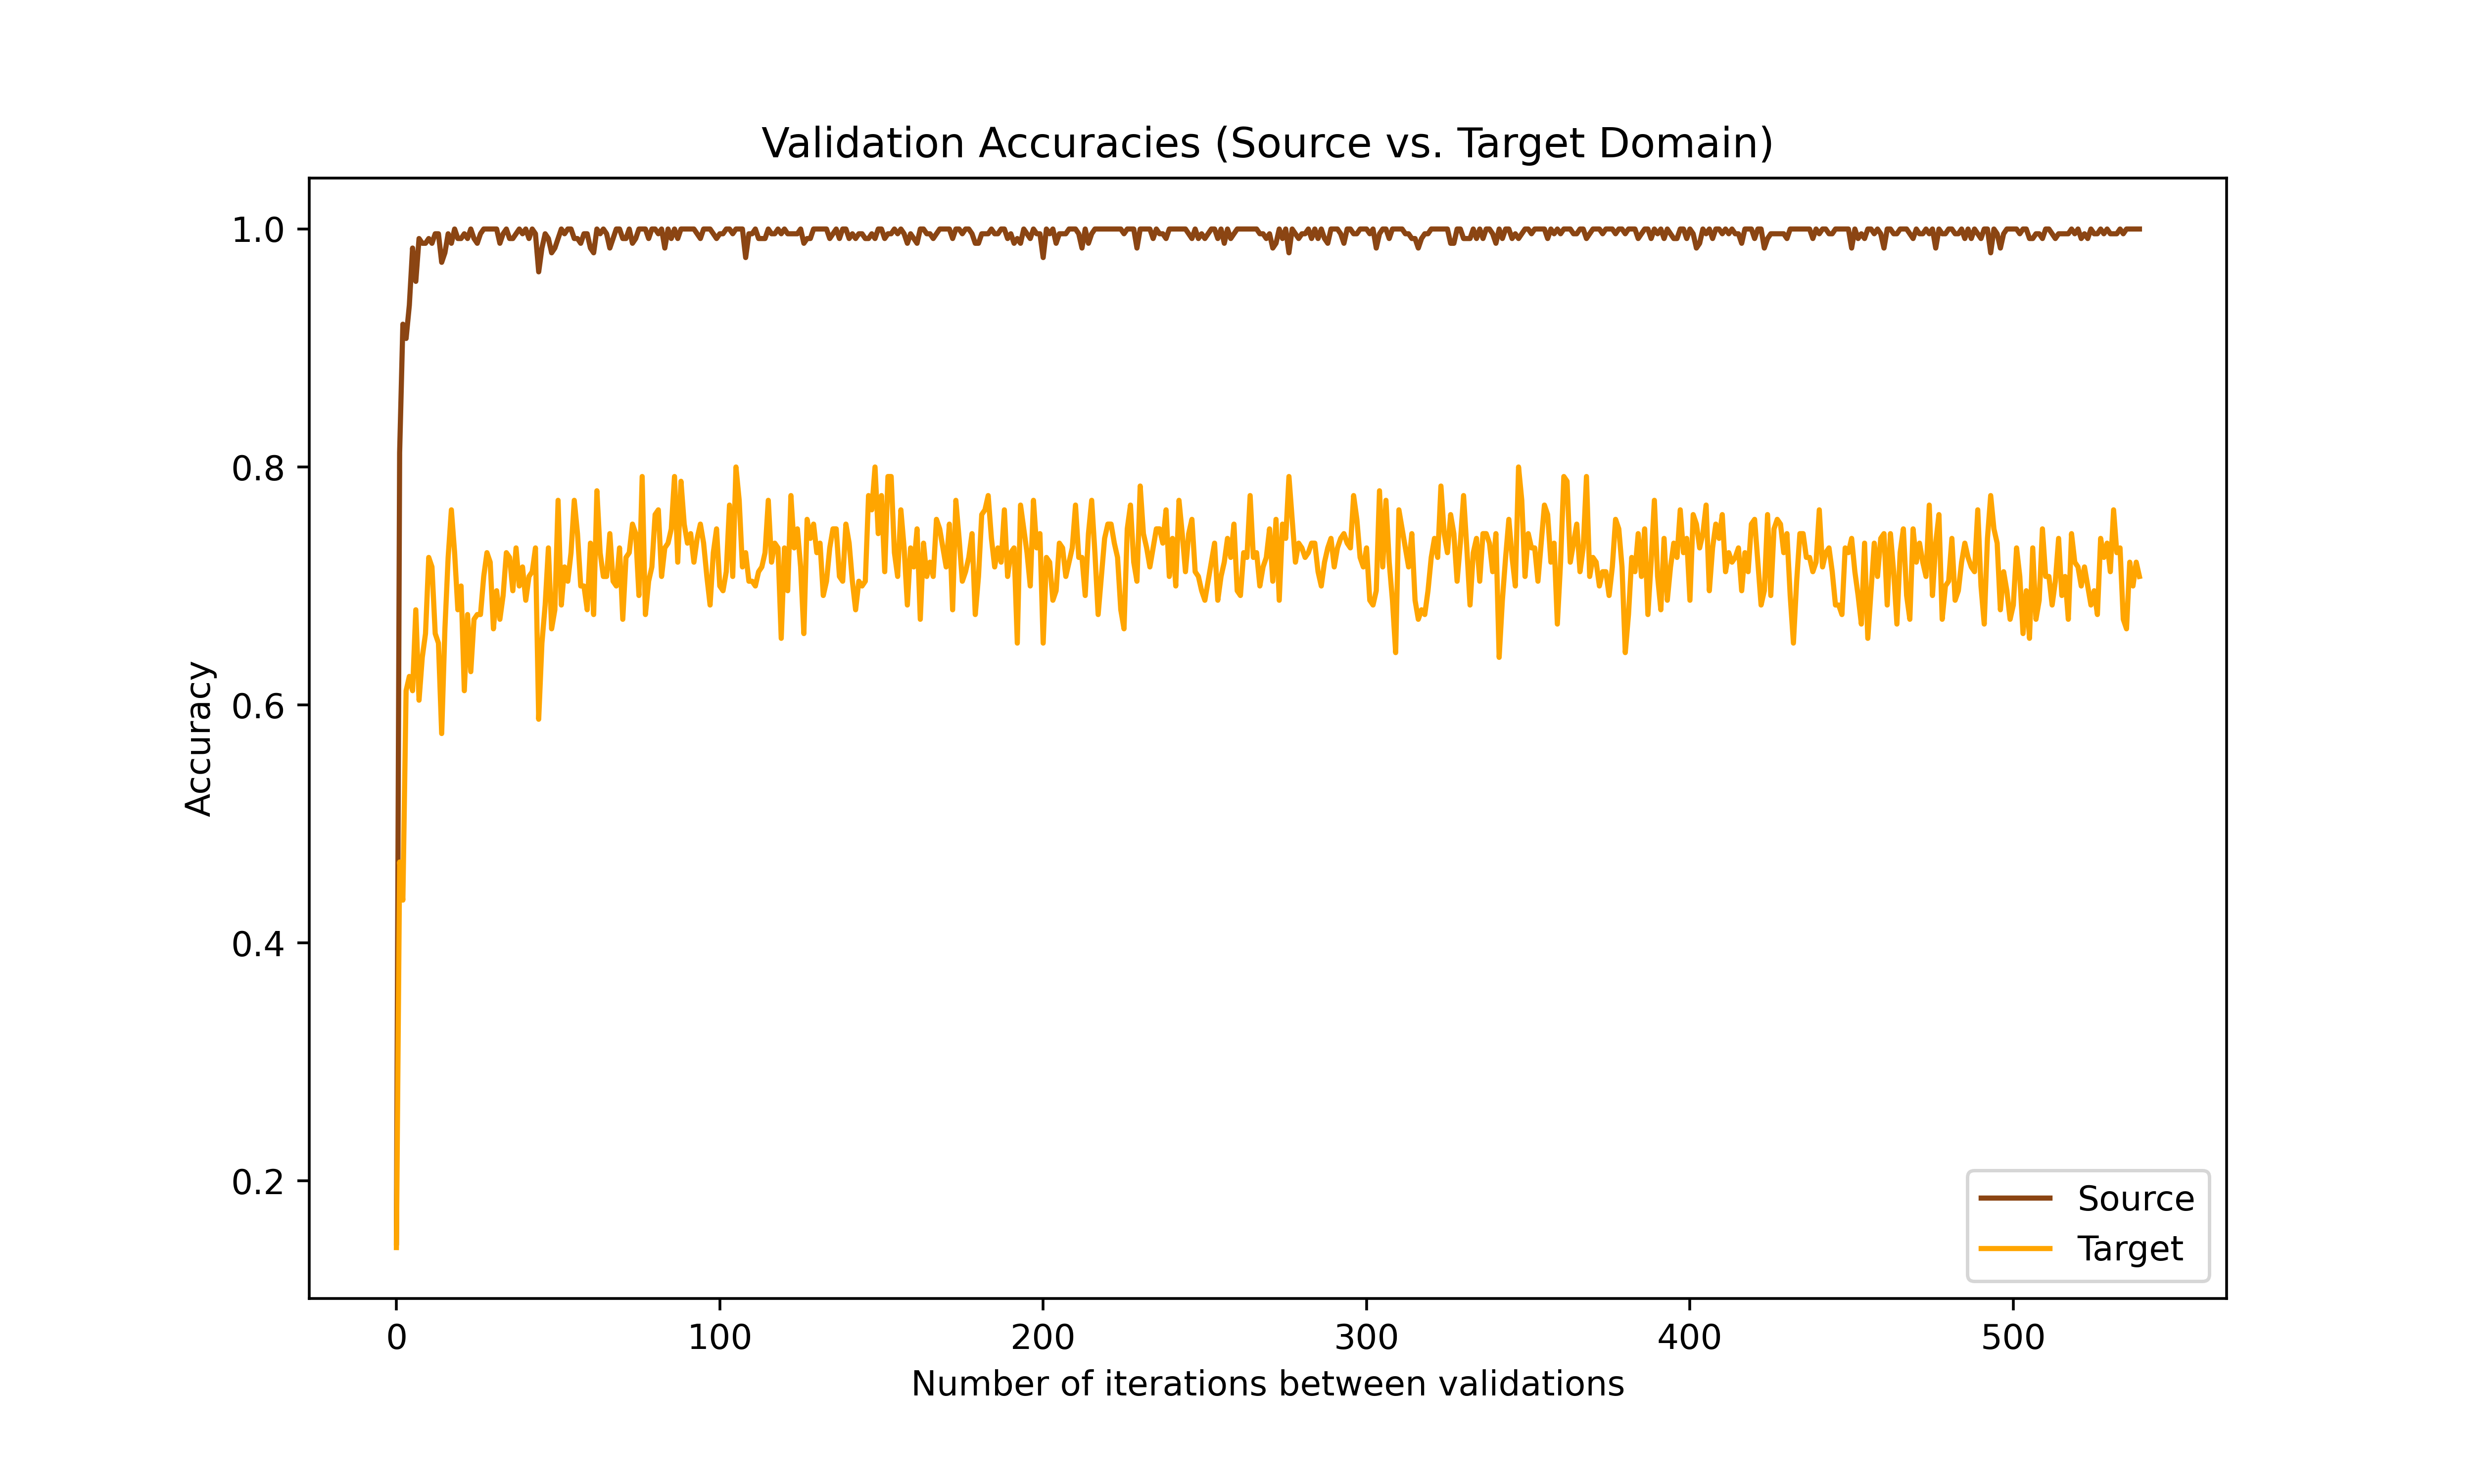 Validation Accuracies (Source vs. Target Domain)
1.0
0.8
0.6
0.4
0.2
Accuracy
0
100
200
300
400
500
Number of iterations between validations
Source
Target